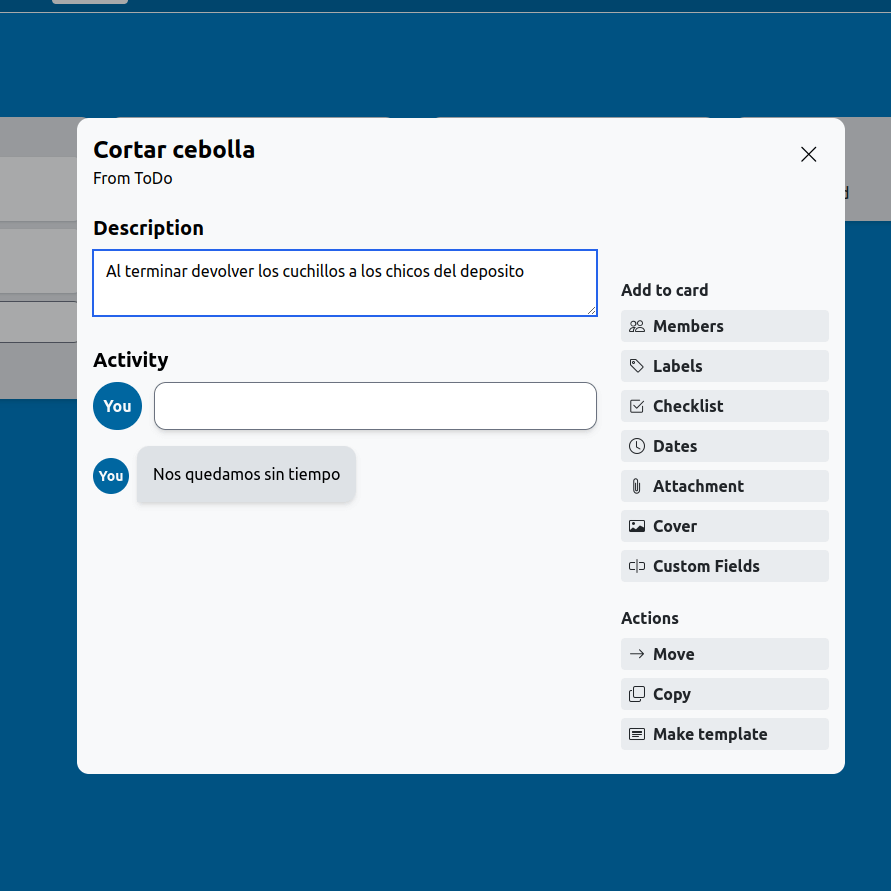 Cortar cebolla
From ToDo
Description
Al terminar devolver los cuchillos a los chicos del deposito
Activity
You
You
Nos quedamos sin tiempo
Add to card
Members
Labels
Checklist
Dates
Attachment
Cover
Custom Fields
Actions
Move
Copy
Make template